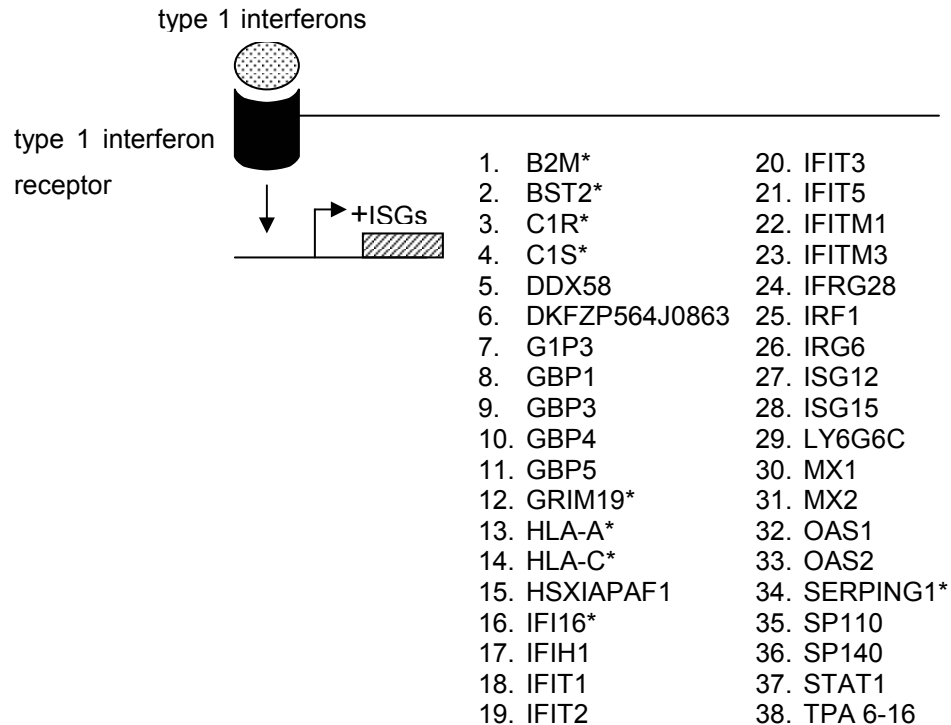 type 1 interferons
type 1 interferon
receptor
+ISGs
1. B2M*
2. BST2*
3. C1R*
4. C1S*
5. DDX58
6. DKFZP564J0863
7. G1P3
8. GBP1
9. GBP3
10. GBP4
11. GBP5
12. GRIM19*
13. HLA-A*
14. HLA-C*
15. HSXIAPAF1
16. IFI16*
17. IFIH1
18. IFIT1
19. IFIT2
20. IFIT3
21. IFIT5
22. IFITM1
23. IFITM3
24. IFRG28
25. IRF1
26. IRG6
27. ISG12
28. ISG15
29. LY6G6C
30. MX1
31. MX2
32. OAS1
33. OAS2
34. SERPING1*
35. SP110
36. SP140
37. STAT1
38. TPA 6-16